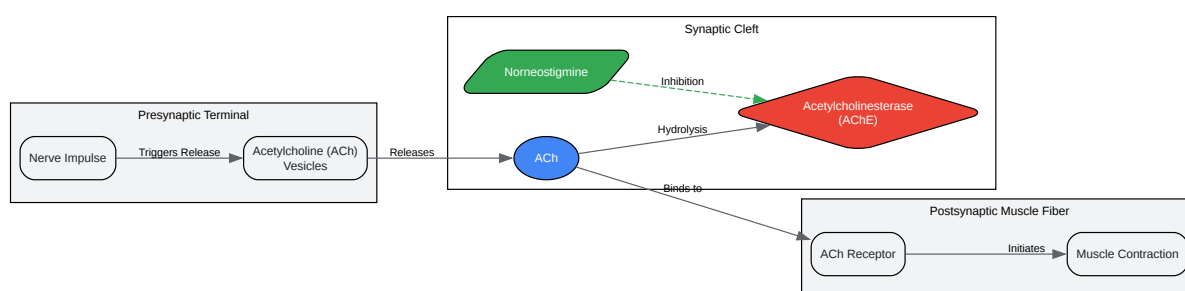 Synaptic Cleft
Norneostigmine
Inhibition
Acetylcholinesterase
(AChE)
Presynaptic Terminal
Nerve Impulse
Triggers Release
Acetylcholine (ACh)
Vesicles
Releases
ACh
Hydrolysis
Binds to
Postsynaptic Muscle Fiber
ACh Receptor
Initiates
Muscle Contraction